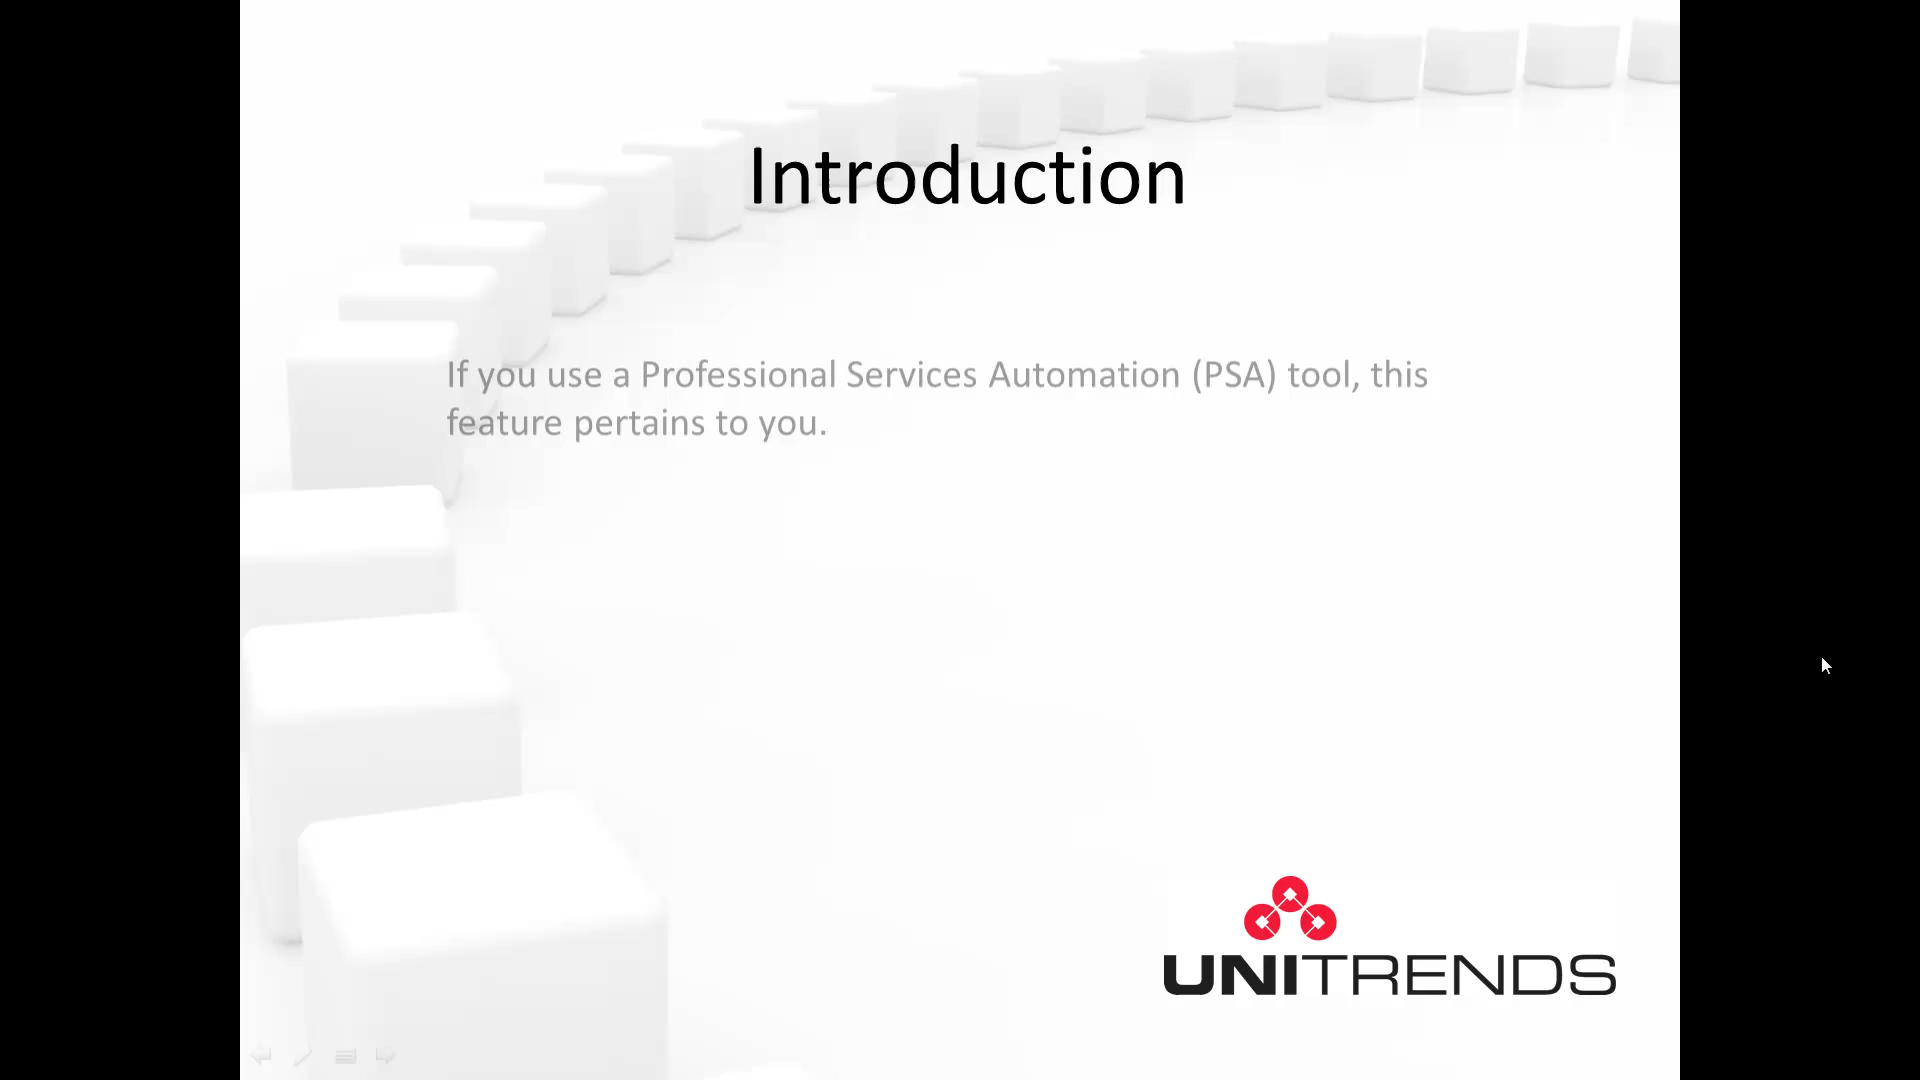 Introduction
If you use a Professional Services Automation (PSA) tool, this
feature pertains to you.
UNITRENDS